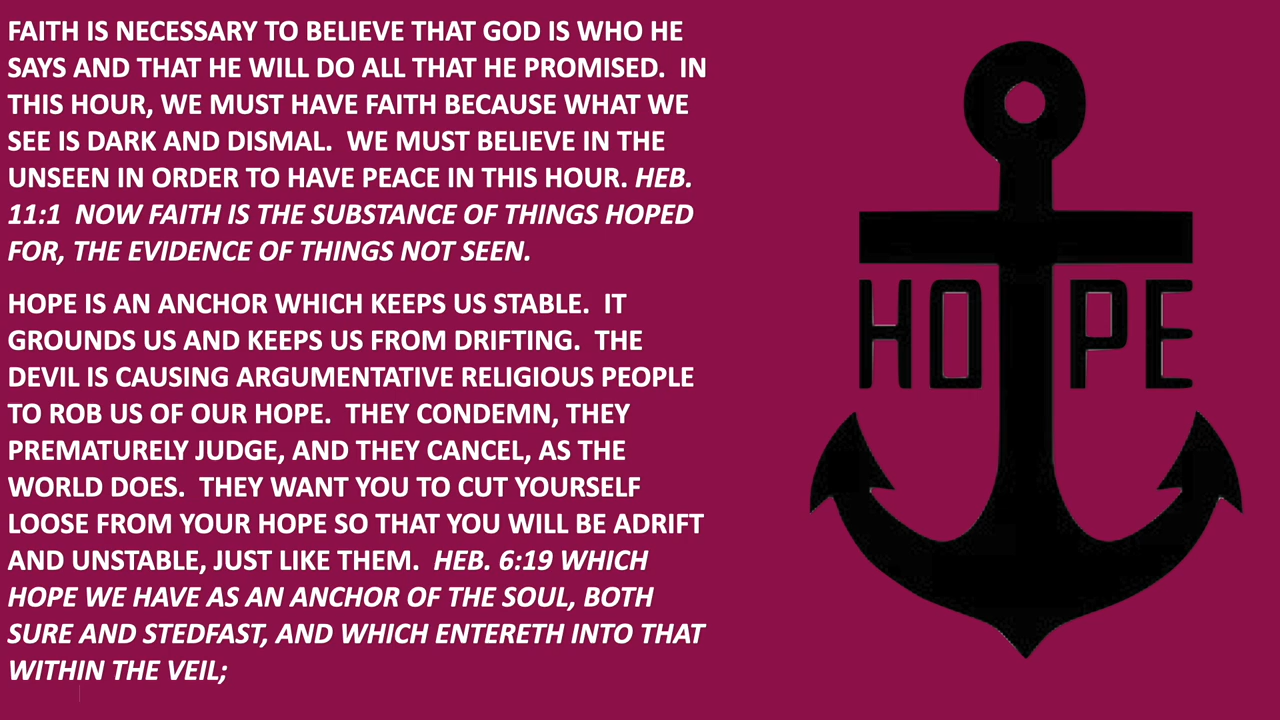 FAITH IS NECESSARY TO BELIEVE THAT GOD IS WHO HE
SAYS AND THAT HE WILL DO ALL THAT HE PROMISED.  IN
THIS HOUR, WE MUST HAVE FAITH BECAUSE WHAT WE
SEE IS DARK AND DISMAL.  WE MUST BELIEVE IN THE
UNSEEN IN ORDER TO HAVE PEACE IN THIS HOUR. HEB.
11:1  NOW FAITH IS THE SUBSTANCE OF THINGS HOPED
FOR, THE EVIDENCE OF THINGS NOT SEEN.
HOPE IS AN ANCHOR WHICH KEEPS US STABLE.  IT
GROUNDS US AND KEEPS US FROM DRIFTING.  THE
DEVIL IS CAUSING ARGUMENTATIVE RELIGIOUS PEOPLE
TO ROB US OF OUR HOPE.  THEY CONDEMN, THEY
PREMATURELY JUDGE, AND THEY CANCEL, AS THE
WORLD DOES.  THEY WANT YOU TO CUT YOURSELF
LOOSE FROM YOUR HOPE SO THAT YOU WILL BE ADRIFT
AND UNSTABLE, JUST LIKE THEM.  HEB. 6:19 WHICH
HOPE WE HAVE AS AN ANCHOR OF THE SOUL, BOTH
SURE AND STEDFAST, AND WHICH ENTERETH INTO THAT
WITHIN THE VEIL;
HOPE